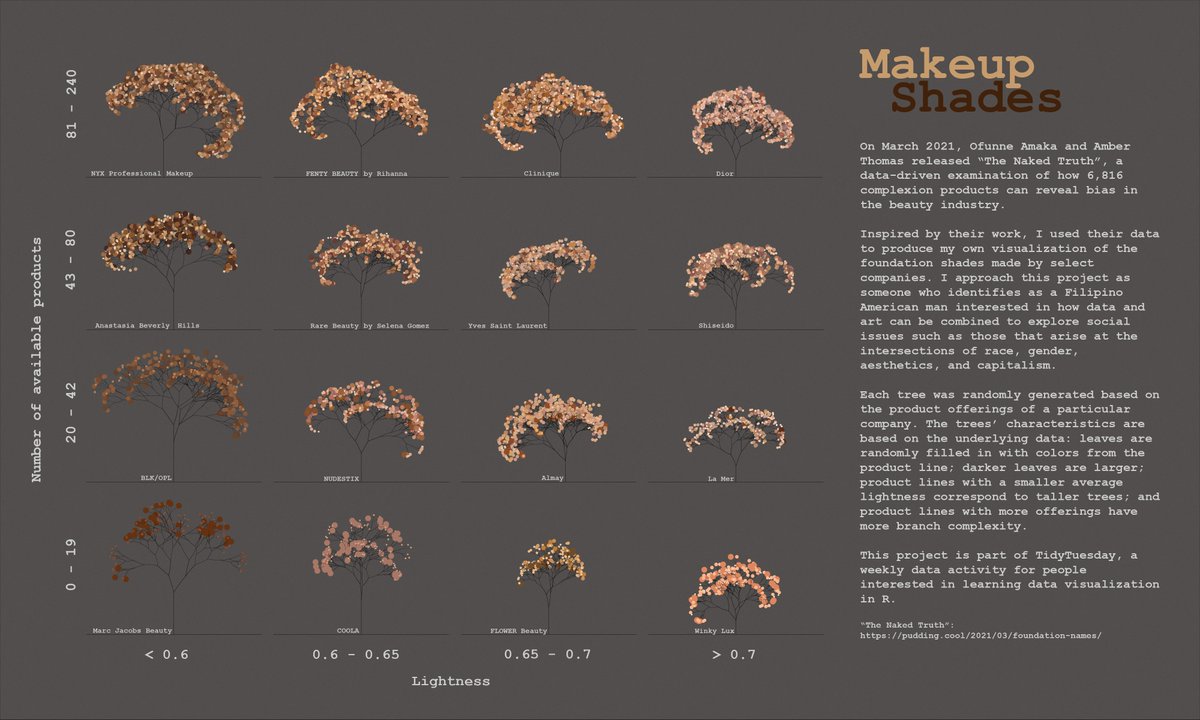 Makeup
Shades
On March 2021, Ofunne Amaka and Amber
Thomas released “The Naked Truth”, a
data-driven examination of how 6,816
complexion products can reveal bias in
the beauty industry.
Inspired by their work, I used their data
to produce my own visualization of the
foundation shades made by select
companies. I approach this project as
someone who identifies as a Filipino
American man interested in how data and
art can be combined to explore social
issues such as those that arise at the
intersections of race, gender,
aesthetics, and capitalism.
Each tree was randomly generated based on
the product offerings of a particular
company. The trees’ characteristics are
based on the underlying data: leaves are
randomly filled in with colors from the
product line; darker leaves are larger;
product lines with a smaller average
lightness correspond to taller trees; and
product lines with more offerings have
more branch complexity.
This project is part of TidyTuesday, a
weekly data activity for people
interested in learning data visualization
in R.
“The Naked Truth”:
https://pudding.cool/2021/03/foundation-names/
Number of available products
81 - 240
NYX Professional Makeup
FENTY BEAUTY by Rihanna
Clinique
Dior
43 - 80
Anastasia Beverly Hills
Rare Beauty by Selena Gomez
Yves Saint Laurent
Shiseido
20 - 42
BLK/OPL
NUDESTIX
Almay
La Mer
0 - 19
Marc Jacobs Beauty
COOLA
FLOWER Beauty
Winky Lux
< 0.6
0.6 - 0.65
0.65 - 0.7
> 0.7
Lightness